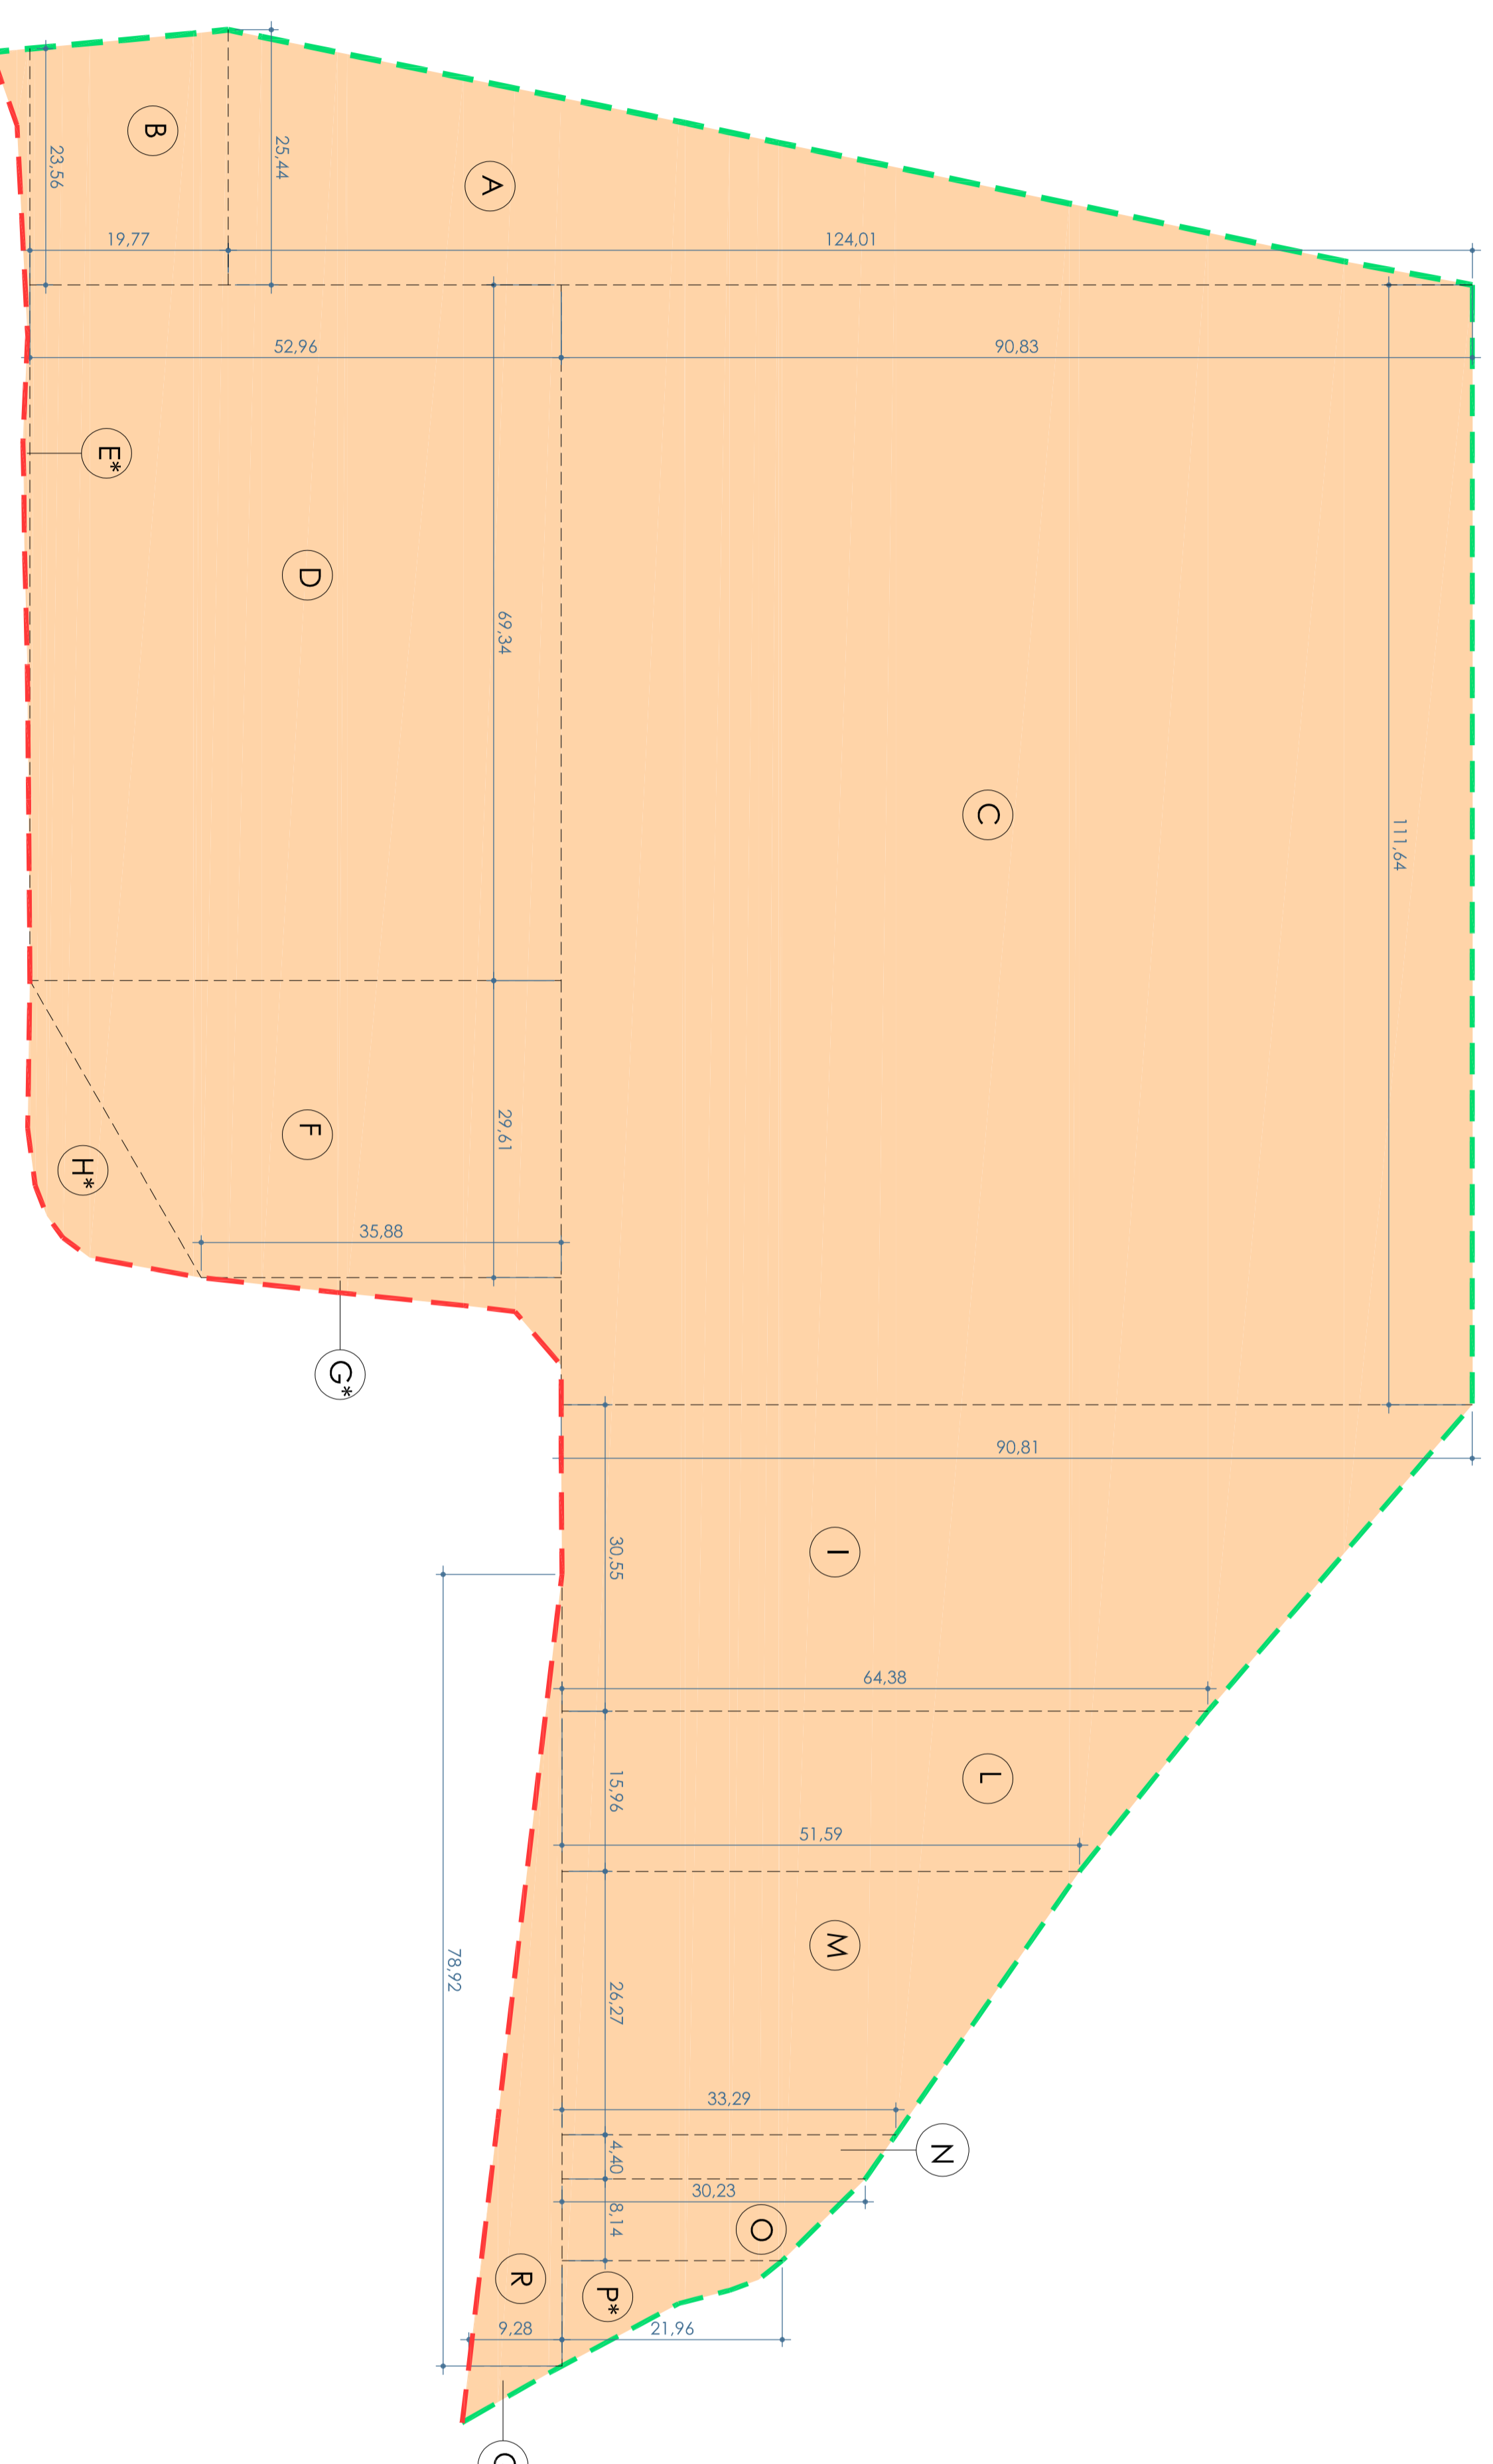 B
25,44
A
23,56
19,77
124,01
52,96
90,83
E*
D
69,34
C
111,64
F
29,61
H*
35,88
G*
90,81
I
30,55
64,38
L
15,96
51,59
M
78,92
26,27
33,29
4,40
N
30,23
8,14
O
R
P*
9,28
21,96